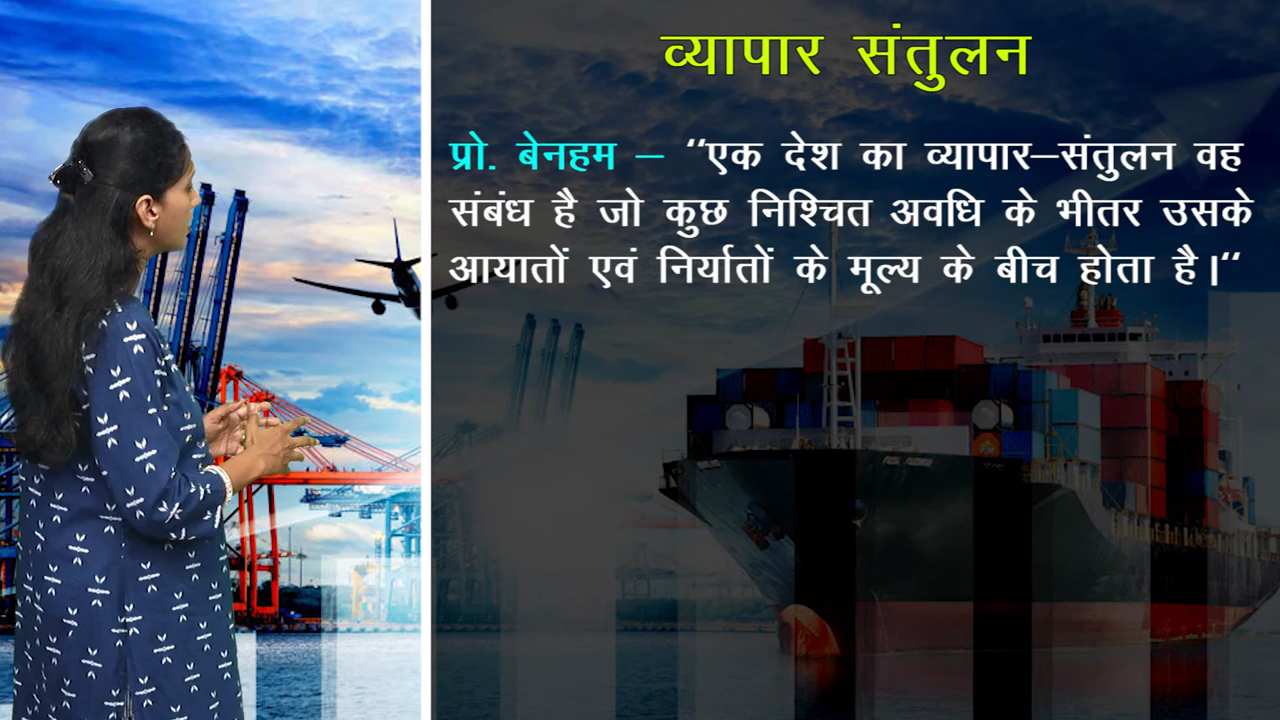 व्यापार संतुलन
प्रो. बेनहम – “एक देश का व्यापार–संतुलन वह
संबंध है जो कुछ निश्चित अवधि के भीतर उसके
आयातों एवं निर्यातों के मूल्य के बीच होता है।“